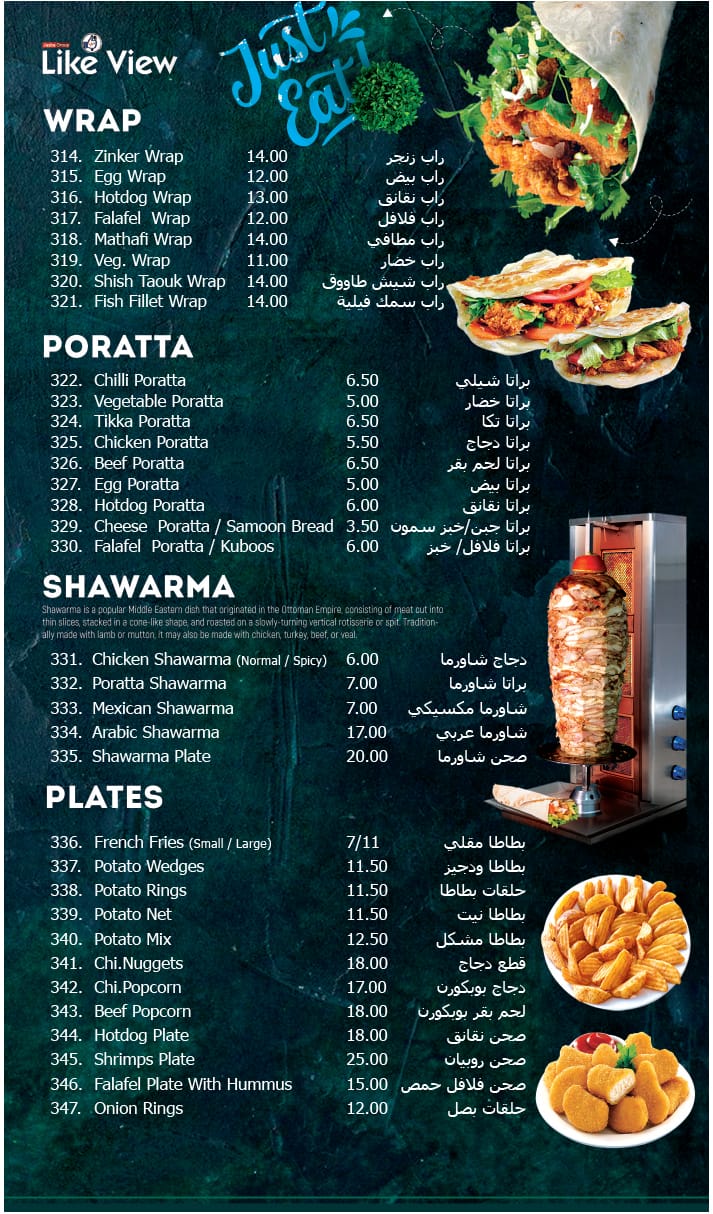 Jasha Group
Like View
Just Eat!
WRAP
314. Zinker Wrap 14.00 راب زنجر
315. Egg Wrap 12.00 راب بيض
316. Hotdog Wrap 13.00 راب نقانق
317. Falafel Wrap 12.00 راب فلافل
318. Mathafi Wrap 14.00 راب مطافي
319. Veg. Wrap 11.00 راب خضار
320. Shish Taouk Wrap 14.00 راب شيش طاووق
321. Fish Fillet Wrap 14.00 راب سمك فيلية
PORATTA
322. Chilli Poratta 6.50 براتا شيلي
323. Vegetable Poratta 5.00 براتا خضار
324. Tikka Poratta 6.50 براتا تكا
325. Chicken Poratta 5.50 براتا دجاج
326. Beef Poratta 6.50 براتا لحم بقر
327. Egg Poratta 5.00 براتا بيض
328. Hotdog Poratta 6.00 براتا نقانق
329. Cheese Poratta / Samoon Bread 3.50 براتا جبن/خبز سمون
330. Falafel Poratta / Kuboos 6.00 براتا فلافل/ خبز
SHAWARMA
Shawarma is a popular Middle Eastern dish that originated in the Ottoman Empire, consisting of meat cut into
thin slices, stacked in a cone-like shape, and roasted on a slowly-turning vertical rotisserie or spit. Tradition-
ally made with lamb or mutton, it may also be made with chicken, turkey, beef, or veal.
331. Chicken Shawarma (Normal / Spicy) 6.00 دجاج شاورما
332. Poratta Shawarma 7.00 براتا شاورما
333. Mexican Shawarma 7.00 شاورما مكسيكي
334. Arabic Shawarma 17.00 شاورما عربي
335. Shawarma Plate 20.00 صحن شاورما
PLATES
336. French Fries (Small / Large) 7/11 بطاطا مقلي
337. Potato Wedges 11.50 بطاطا ودجيز
338. Potato Rings 11.50 حلقات بطاطا
339. Potato Net 11.50 بطاطا نيت
340. Potato Mix 12.50 بطاطا مشكل
341. Chi.Nuggets 18.00 قطع دجاج
342. Chi.Popcorn 17.00 دجاج بوبكورن
343. Beef Popcorn 18.00 لحم بقر بوبكورن
344. Hotdog Plate 18.00 صحن نقانق
345. Shrimps Plate 25.00 صحن روبيان
346. Falafel Plate With Hummus 15.00 صحن فلافل حمص
347. Onion Rings 12.00 حلقات بصل